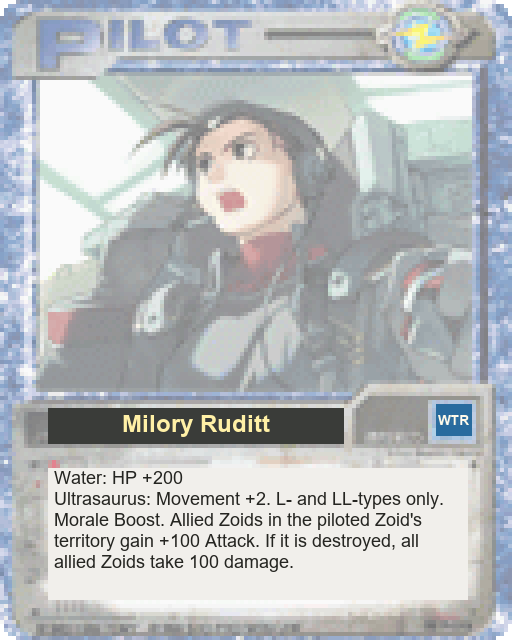 PILOT
Milory Ruditt
WTR
Water: HP +200
Ultrasaurus: Movement +2. L- and LL-types only.
Morale Boost. Allied Zoids in the piloted Zoid's
territory gain +100 Attack. If it is destroyed, all
allied Zoids take 100 damage.